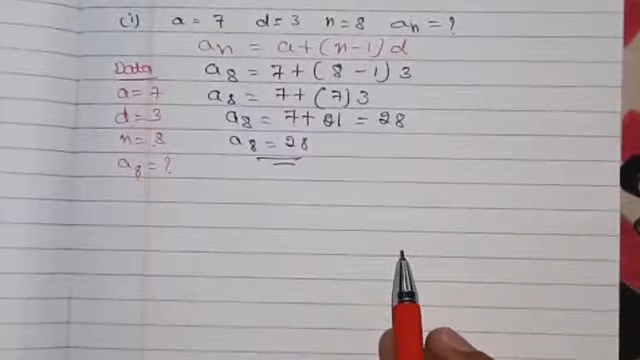 (i) a = 7 d = 3 n = 8 an = ?
an = a + (n - 1) d
Data a8 = 7 + ( 8 - 1 ) 3
a = 7 a8 = 7 + ( 7 ) 3
d = 3 a8 = 7 + 21 = 28
n = 8 a8 = 28
a8 = ?